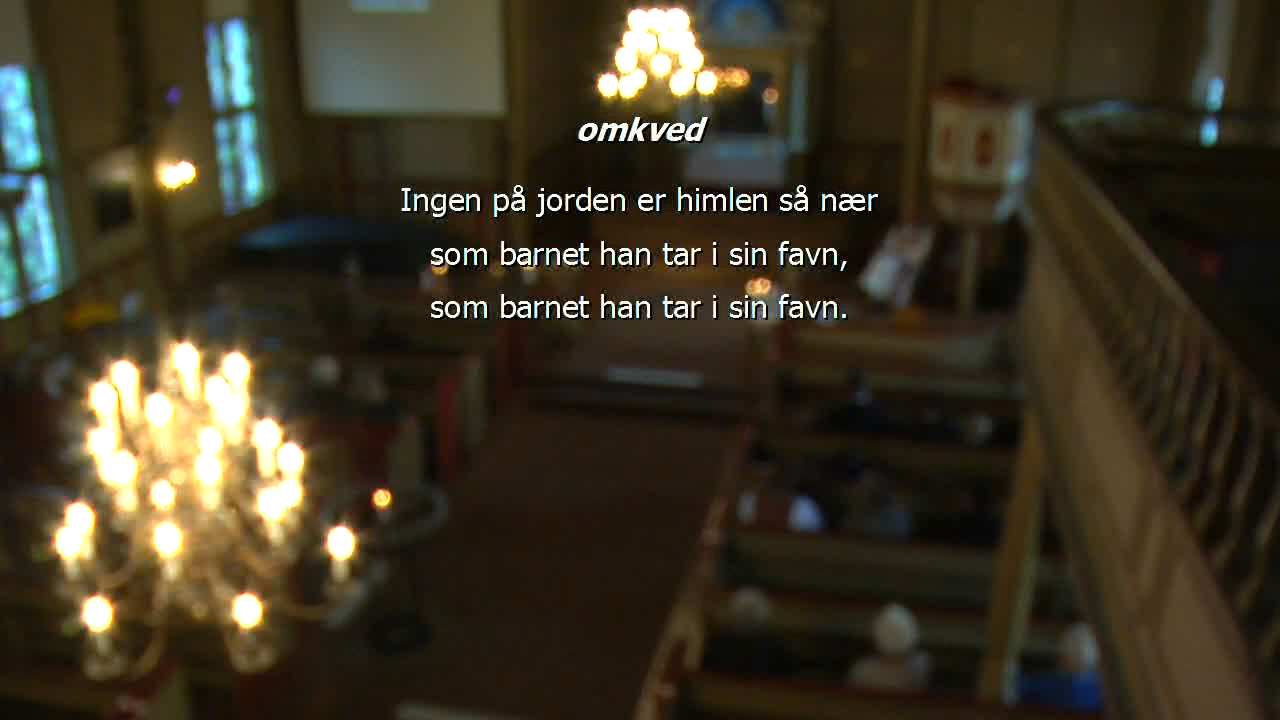 omkved
Ingen på jorden er himlen så nær
som barnet han tar i sin favn,
som barnet han tar i sin favn.